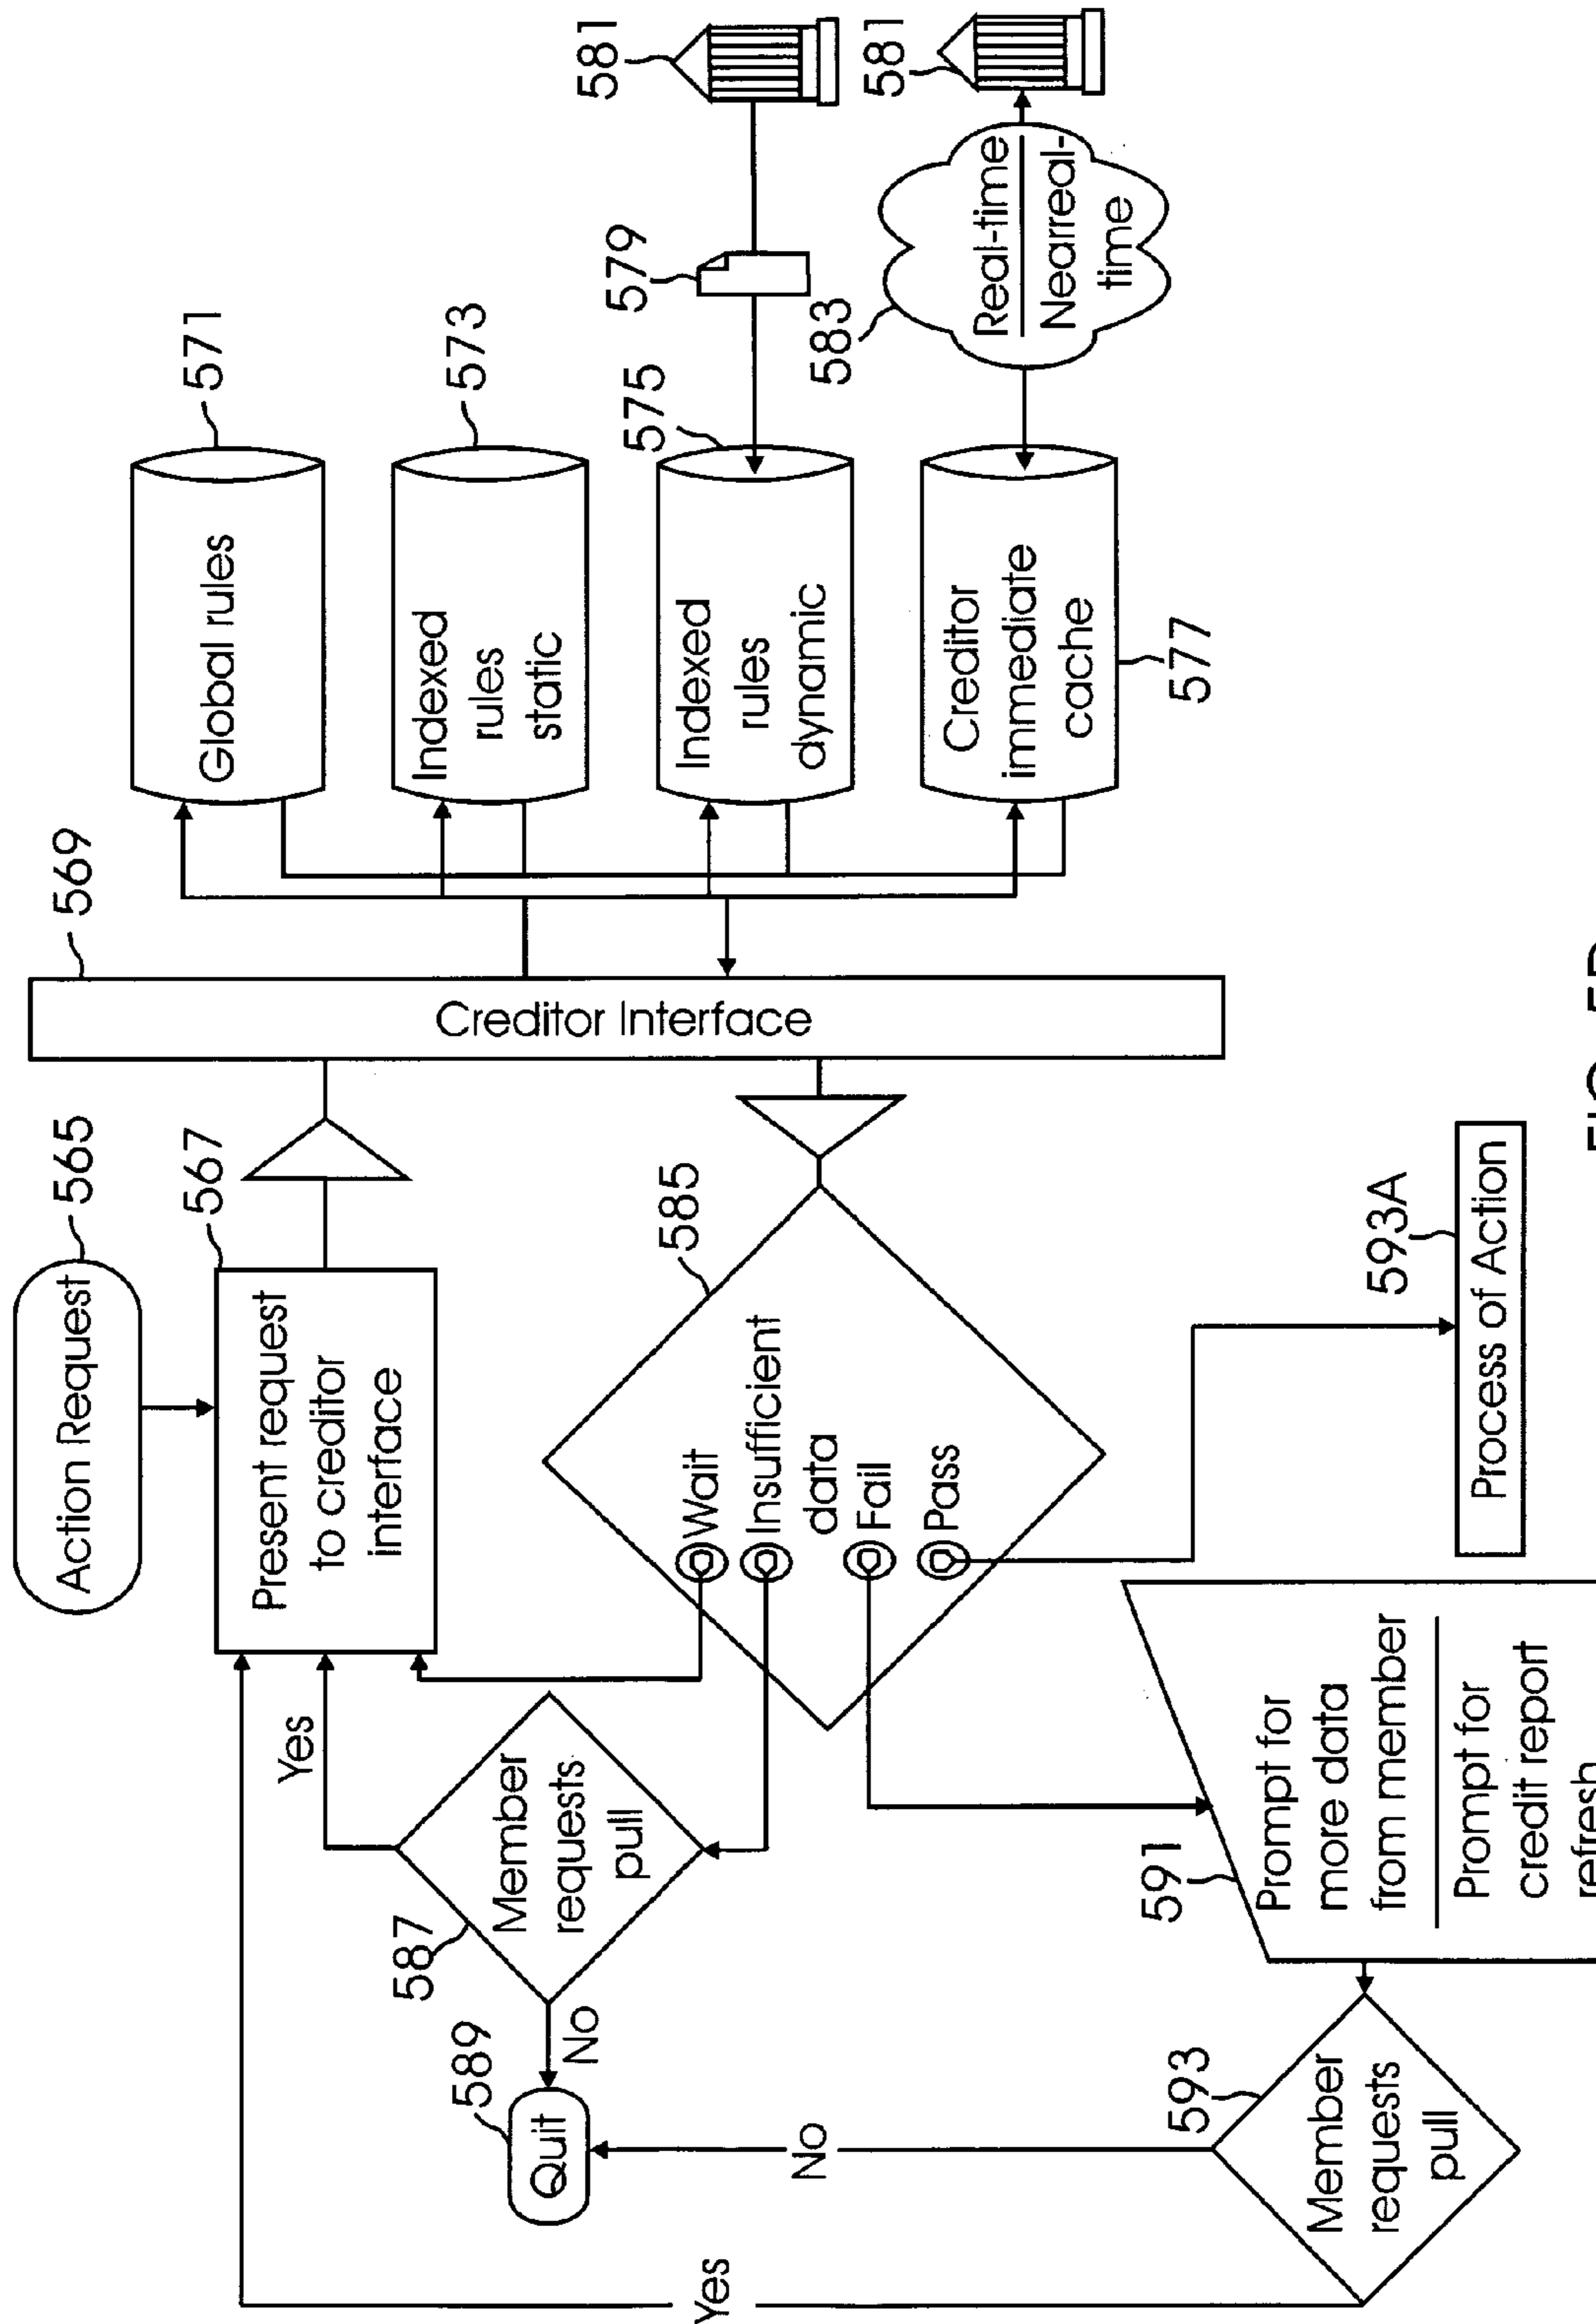 Action Request
565
Present request
to creditor
interface
567
Creditor Interface
569
Global rules
571
Indexed
rules
static
573
Indexed
rules
dynamic
575
Creditor
immediate
cache
577
579
581
581
583
Real-time
Nearreal-
time
585
Wait
Insufficient
data
Fail
Pass
Yes
Member
requests
pull
587
No
Quit
589
591
Prompt for
more data
from member
Prompt for
credit report
refresh
593
Member
requests
pull
No
Yes
593A
Process of Action